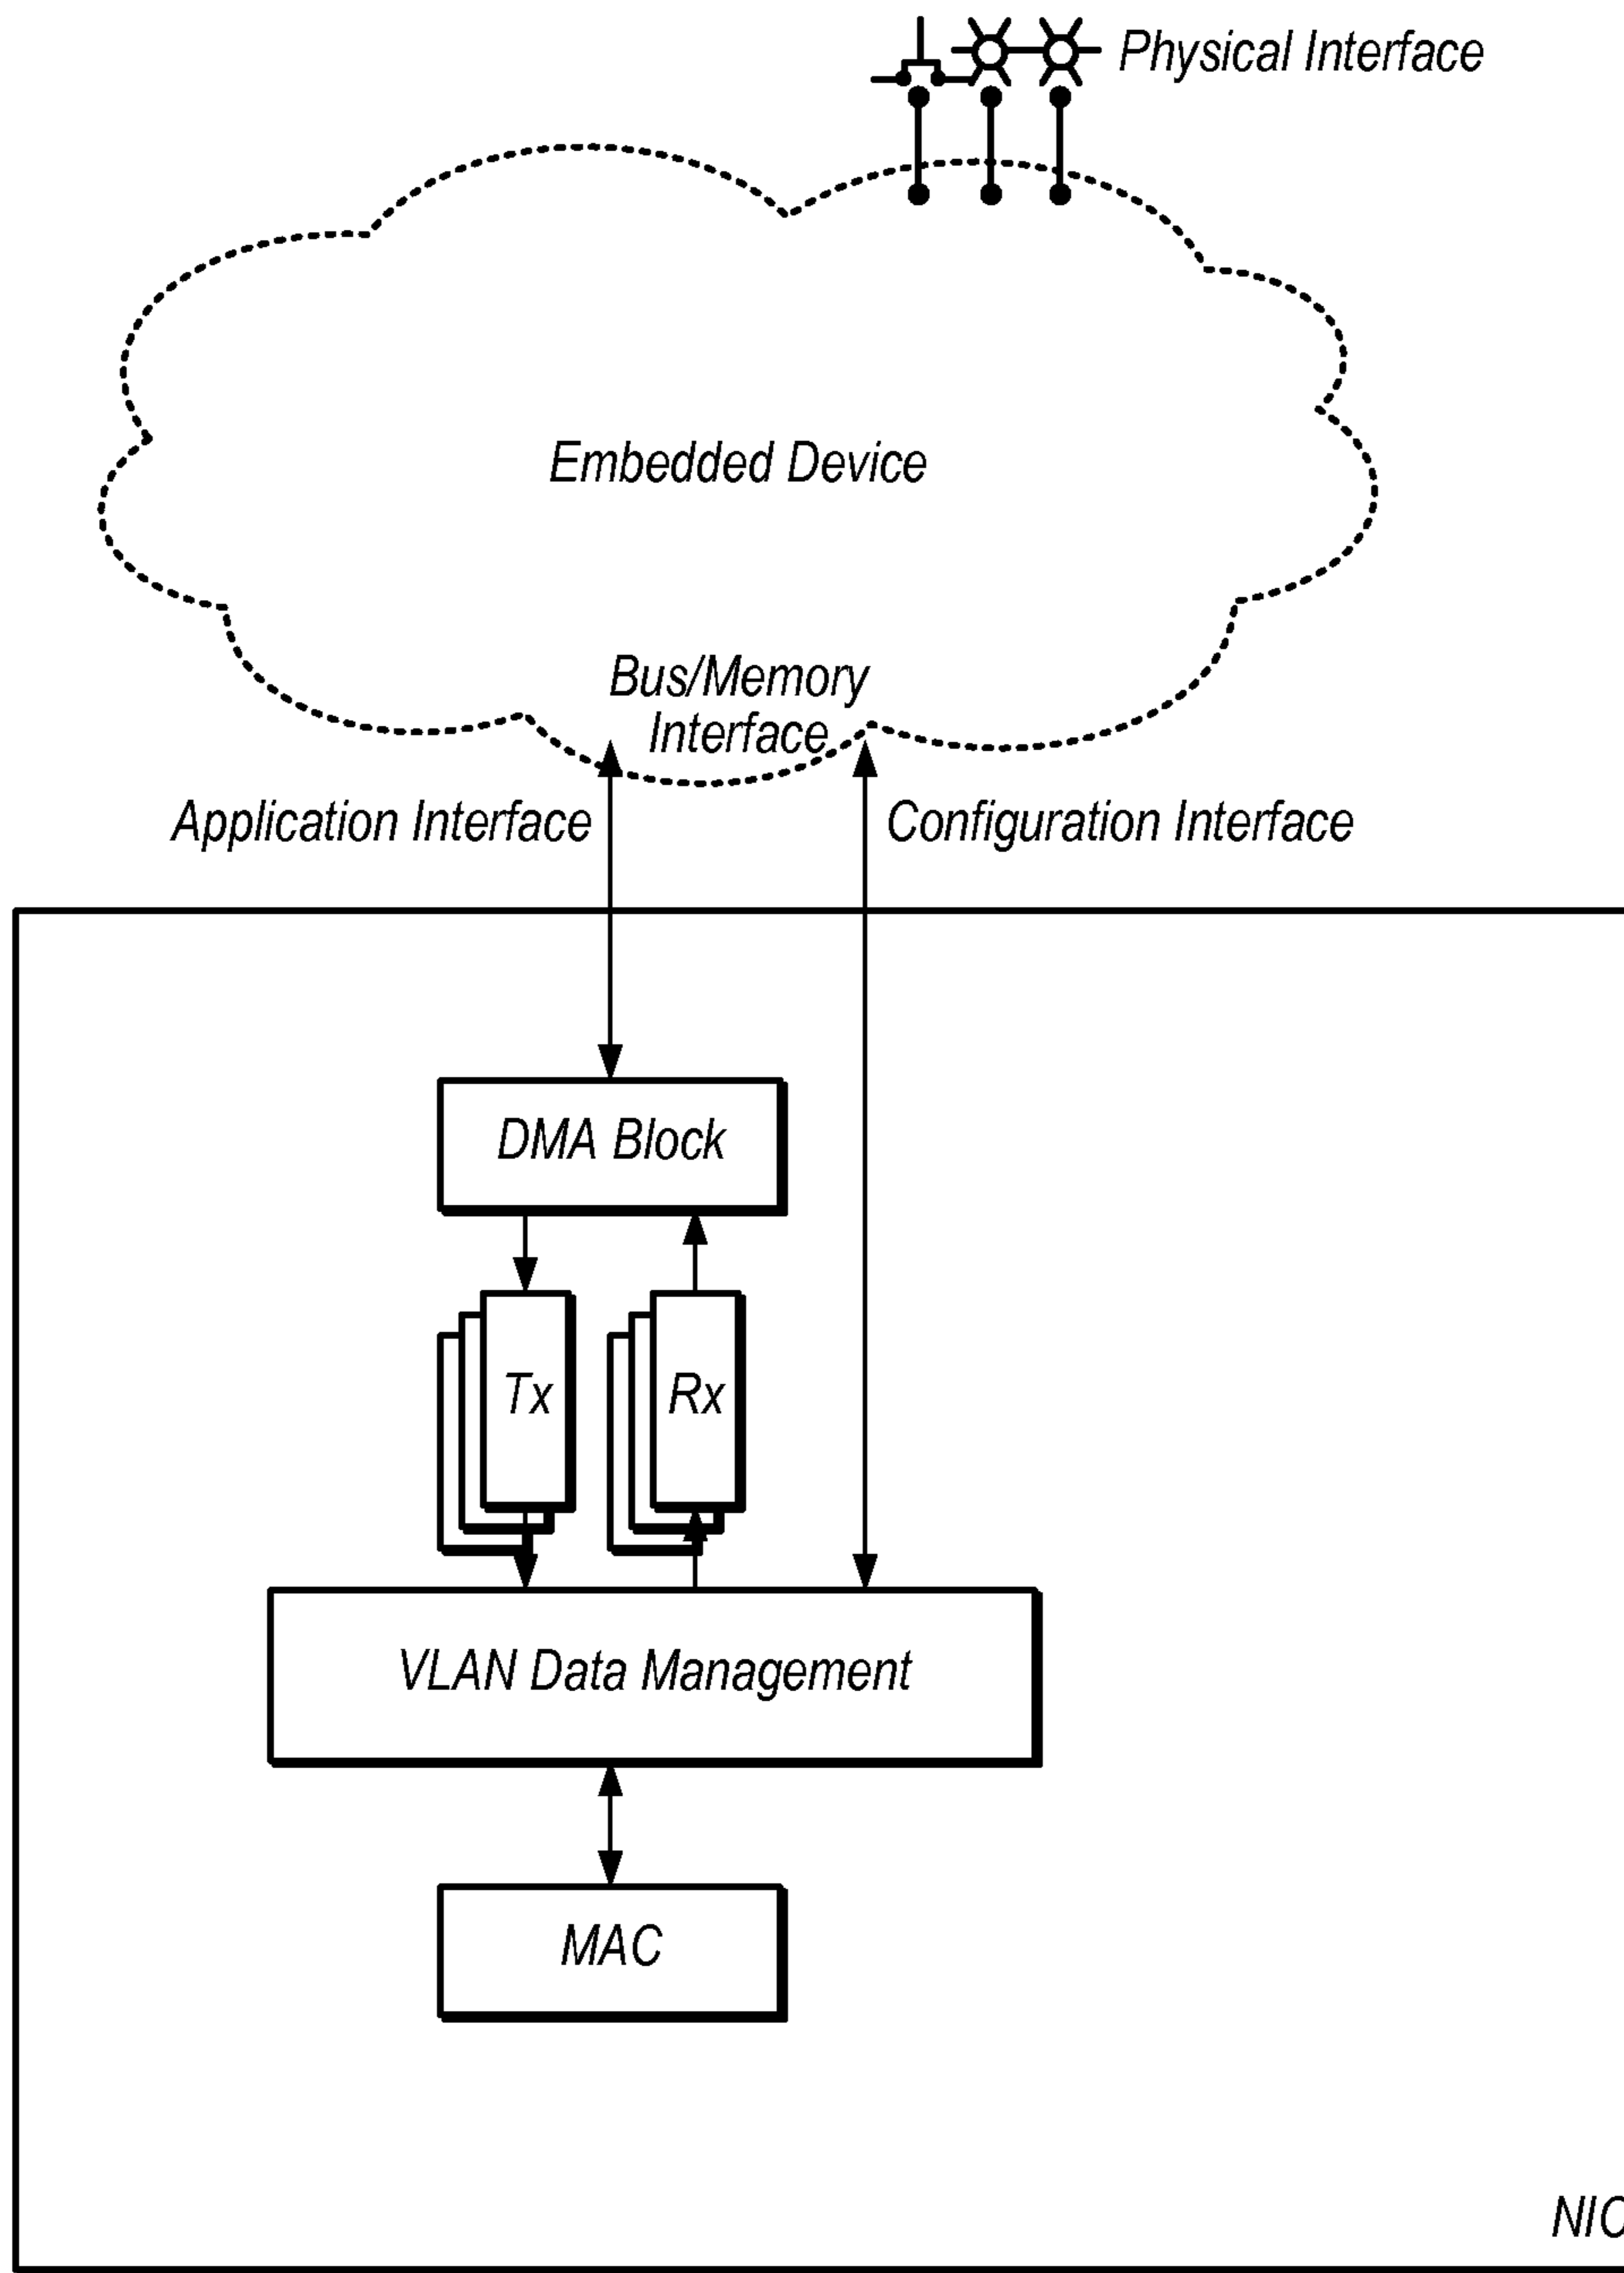 Physical Interface
Embedded Device
Bus/Memory
Interface
Application Interface
Configuration Interface
DMA Block
Tx
Rx
VLAN Data Management
MAC
NIC